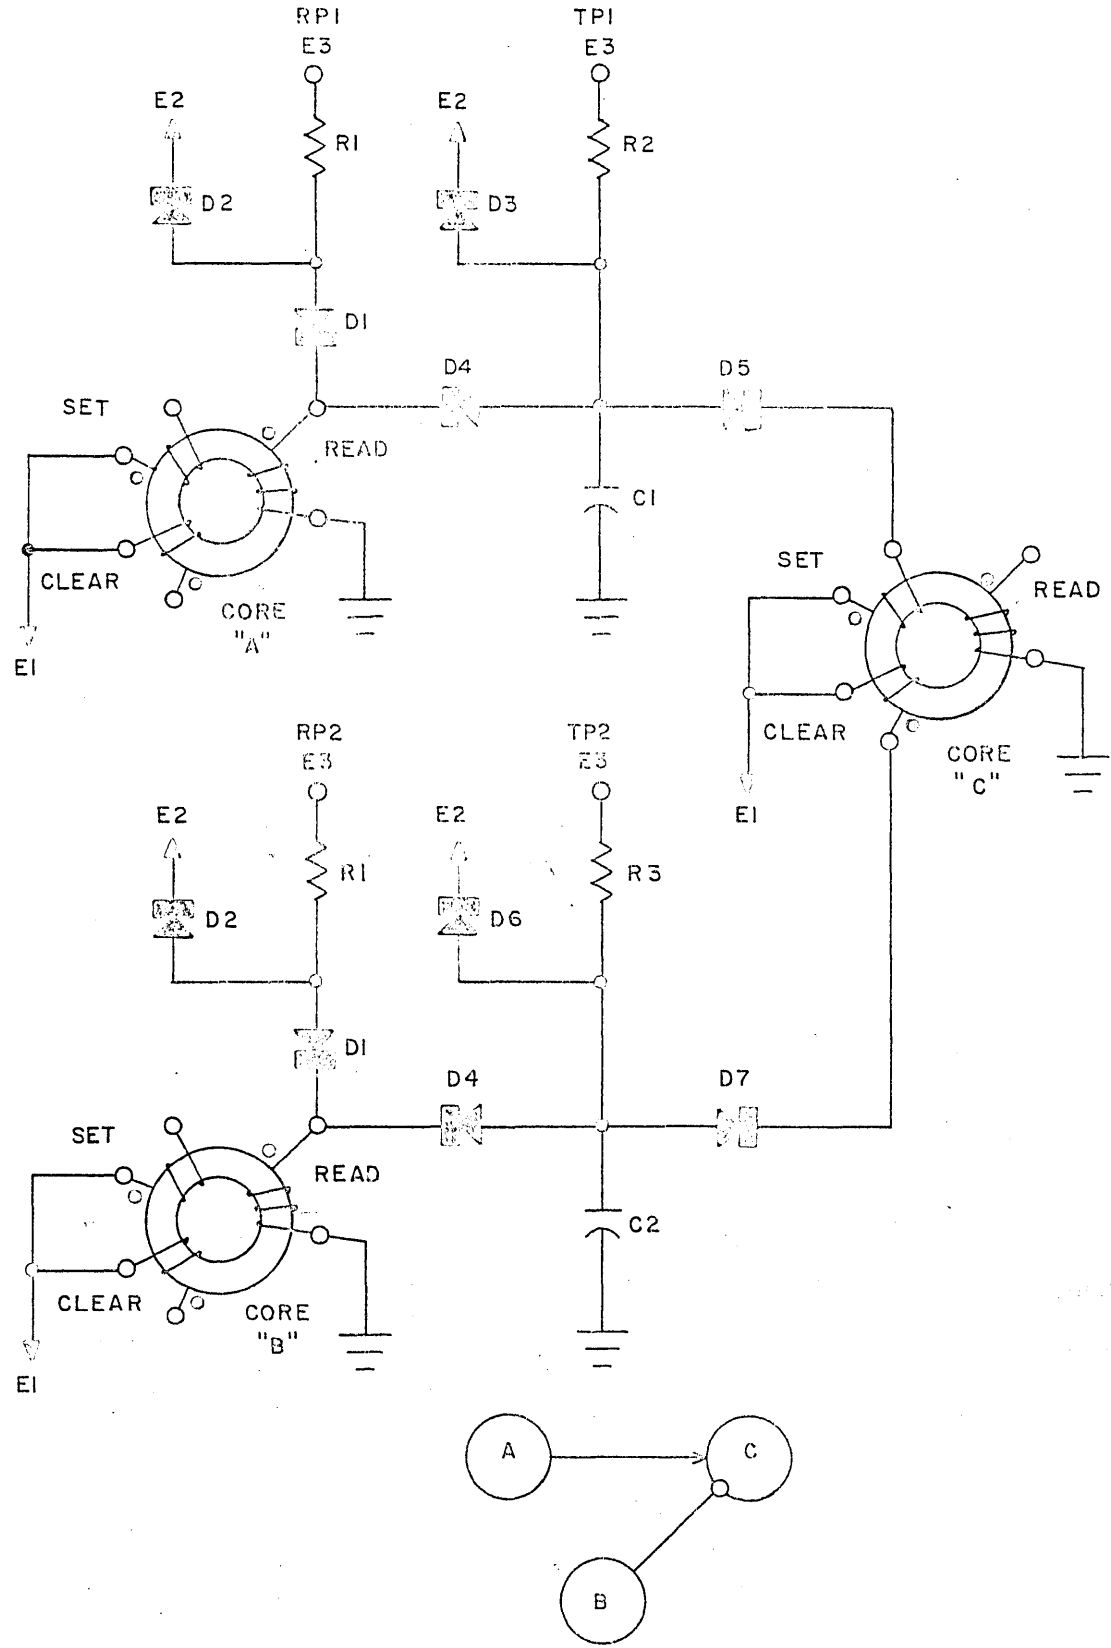 RP1
E3
TP1
E3
E2
R1
E2
R2
D2
D3
D1
D4
D5
SET
READ
C1
CLEAR
CORE
"A"
E1
SET
READ
CLEAR
CORE
"C"
E1
RP2
E3
TP2
E3
E2
R1
E2
R3
D2
D6
D1
D4
D7
SET
READ
C2
CLEAR
CORE
"B"
E1
A
C
B